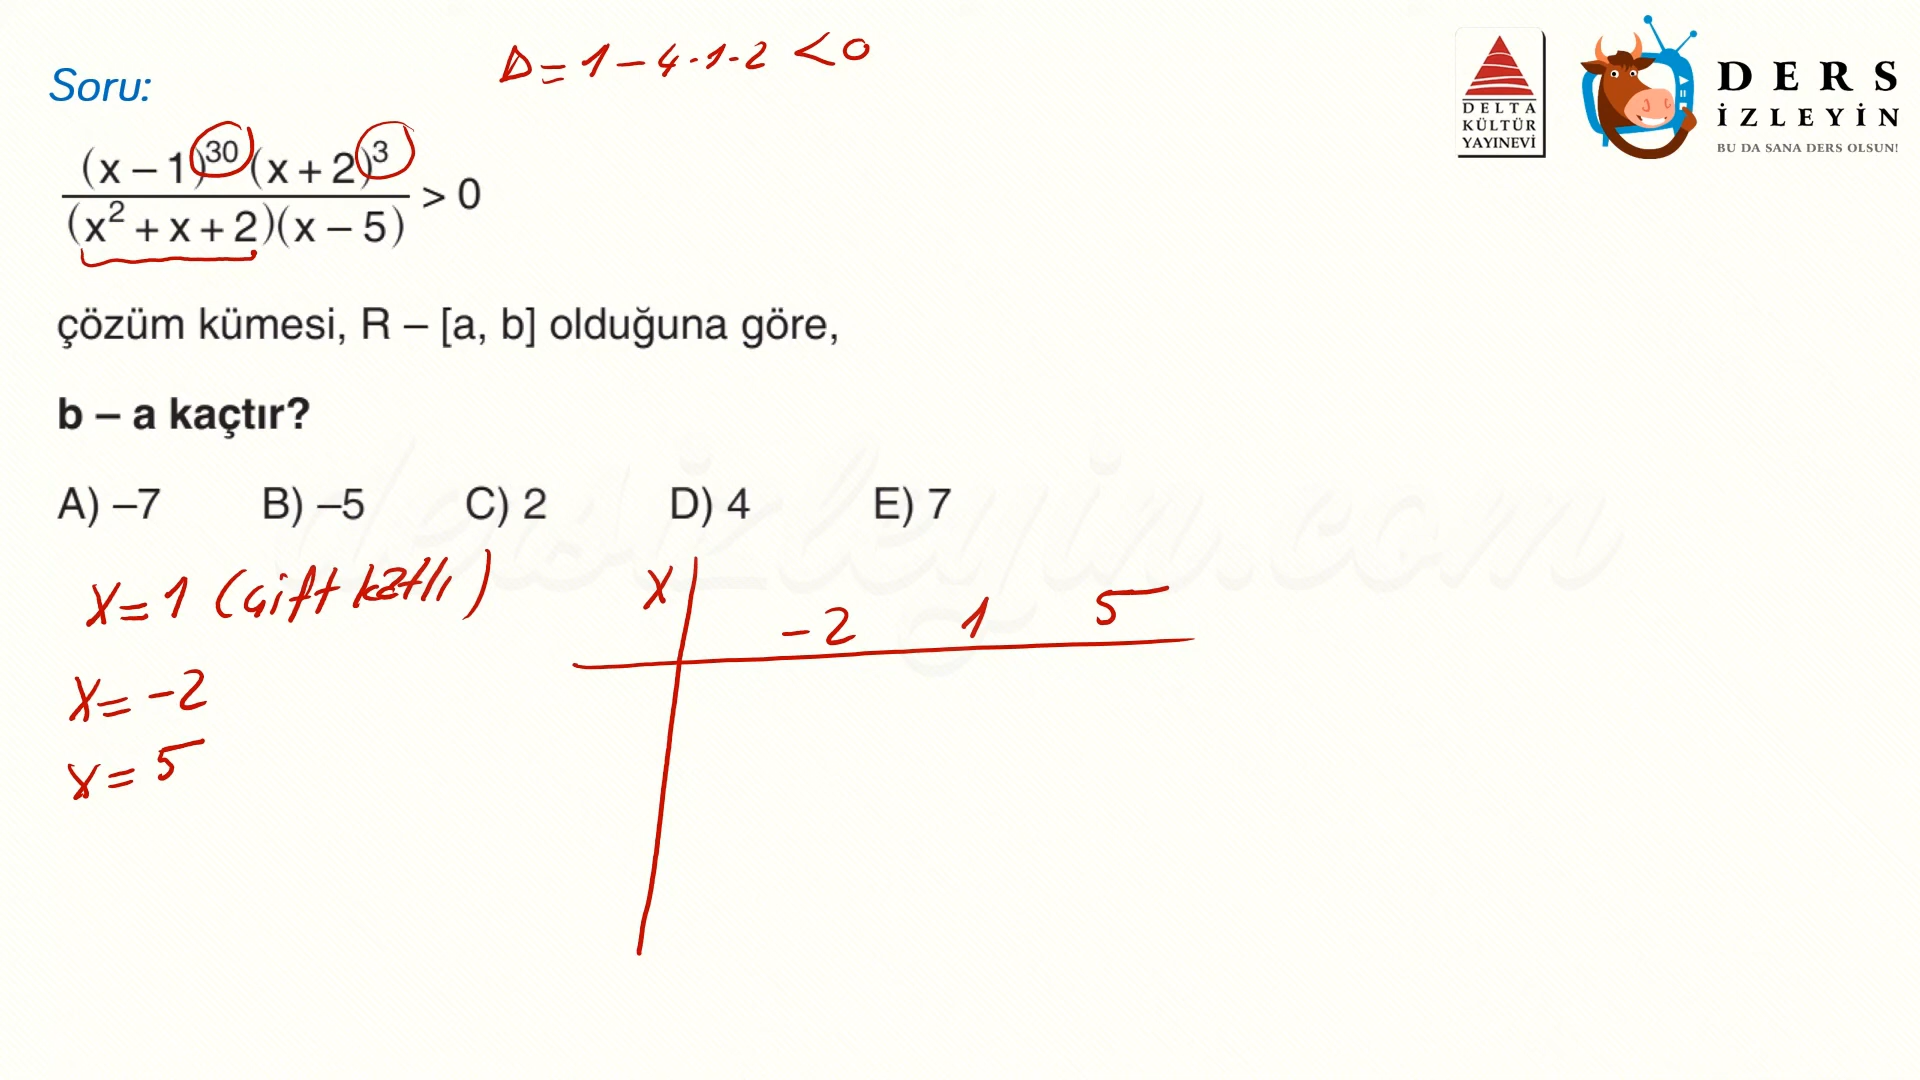 Δ = 1 - 4·1·2 < 0
Soru:
(x – 1)^30 (x + 2)^3
(x² + x + 2)(x – 5)
> 0
çözüm kümesi, R – [a, b] olduğuna göre,
b – a kaçtır?
A) –7 B) –5 C) 2 D) 4 E) 7
x = 1 (çift katlı)
x = -2
x = 5
x -2 1 5
DELTA
KÜLTÜR
YAYINEVİ
DERS
İZLEYİN
BU DA SANA DERS OLSUN!
dersizleyin.com